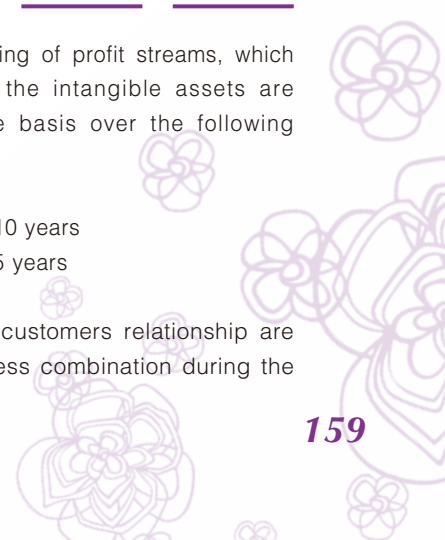 ing of profit streams, which
the intangible assets are
e basis over the following
10 years
5 years
customers relationship are
ess combination during the
159